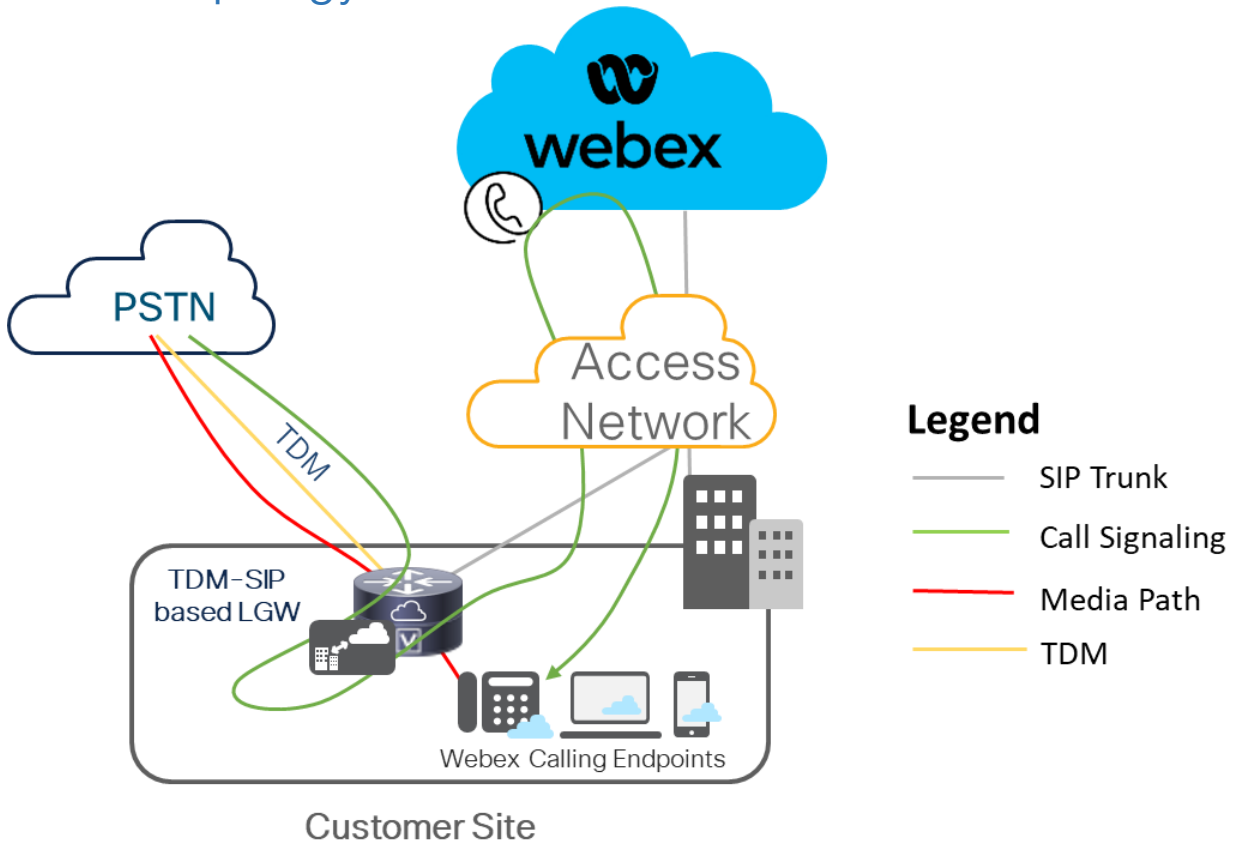 webex
PSTN
Access
Network
TDM
TDM-SIP
based LGW
V
Webex Calling Endpoints
Customer Site
Legend
SIP Trunk
Call Signaling
Media Path
TDM